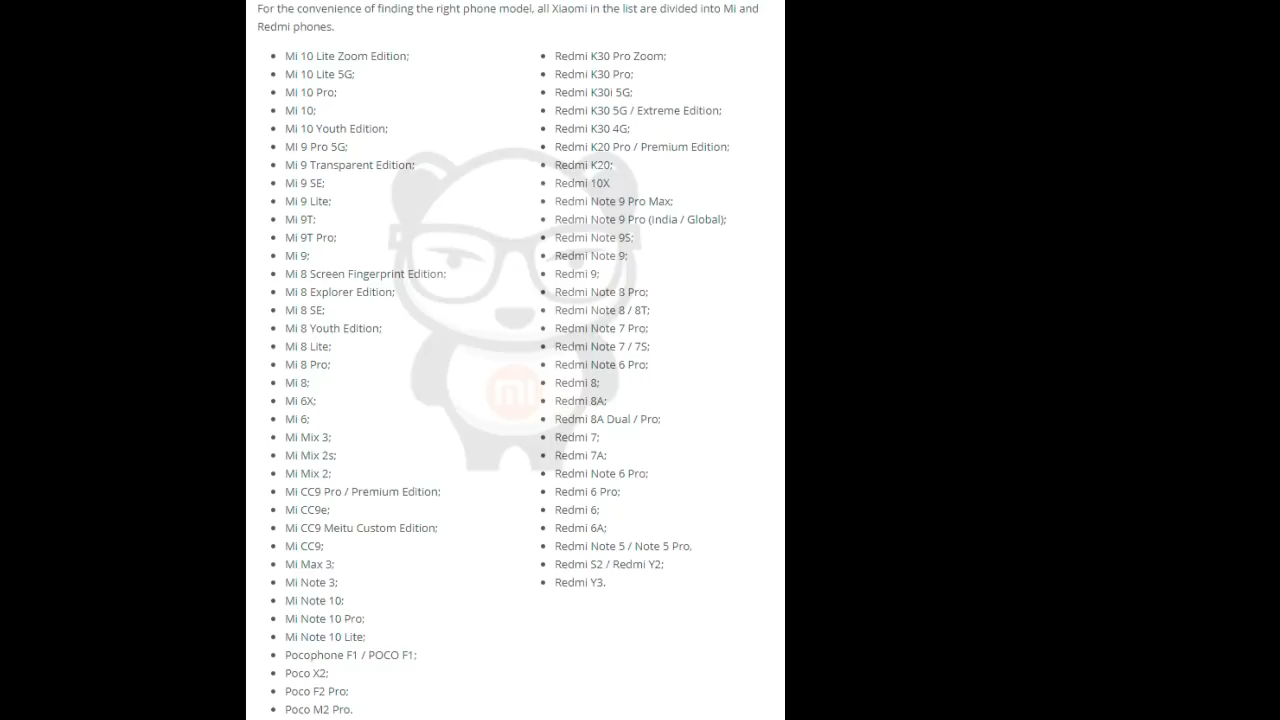 For the convenience of finding the right phone model, all Xiaomi in the list are divided into Mi and
Redmi phones.
Mi 10 Lite Zoom Edition;
Mi 10 Lite 5G;
Mi 10 Pro;
Mi 10;
Mi 10 Youth Edition;
MI 9 Pro 5G;
Mi 9 Transparent Edition;
Mi 9 SE;
Mi 9 Lite;
Mi 9T;
Mi 9T Pro;
Mi 9;
Mi 8 Screen Fingerprint Edition;
Mi 8 Explorer Edition;
Mi 8 SE;
Mi 8 Youth Edition;
Mi 8 Lite;
Mi 8 Pro;
Mi 8;
Mi 6X;
Mi 6;
Mi Mix 3;
Mi Mix 2s;
Mi Mix 2;
Mi CC9 Pro / Premium Edition;
Mi CC9e;
Mi CC9 Meitu Custom Edition;
Mi CC9;
Mi Max 3;
Mi Note 3;
Mi Note 10;
Mi Note 10 Pro;
Mi Note 10 Lite;
Pocophone F1 / POCO F1;
Poco X2;
Poco F2 Pro;
Poco M2 Pro.
Redmi K30 Pro Zoom;
Redmi K30 Pro;
Redmi K30i 5G;
Redmi K30 5G / Extreme Edition;
Redmi K30 4G;
Redmi K20 Pro / Premium Edition;
Redmi K20;
Redmi 10X
Redmi Note 9 Pro Max;
Redmi Note 9 Pro (India / Global);
Redmi Note 9S;
Redmi Note 9;
Redmi 9;
Redmi Note 8 Pro;
Redmi Note 8 / 8T;
Redmi Note 7 Pro;
Redmi Note 7 / 7S;
Redmi Note 6 Pro;
Redmi 8;
Redmi 8A;
Redmi 8A Dual / Pro;
Redmi 7;
Redmi 7A;
Redmi Note 6 Pro;
Redmi 6 Pro;
Redmi 6;
Redmi 6A;
Redmi Note 5 / Note 5 Pro,
Redmi S2 / Redmi Y2;
Redmi Y3.
mi